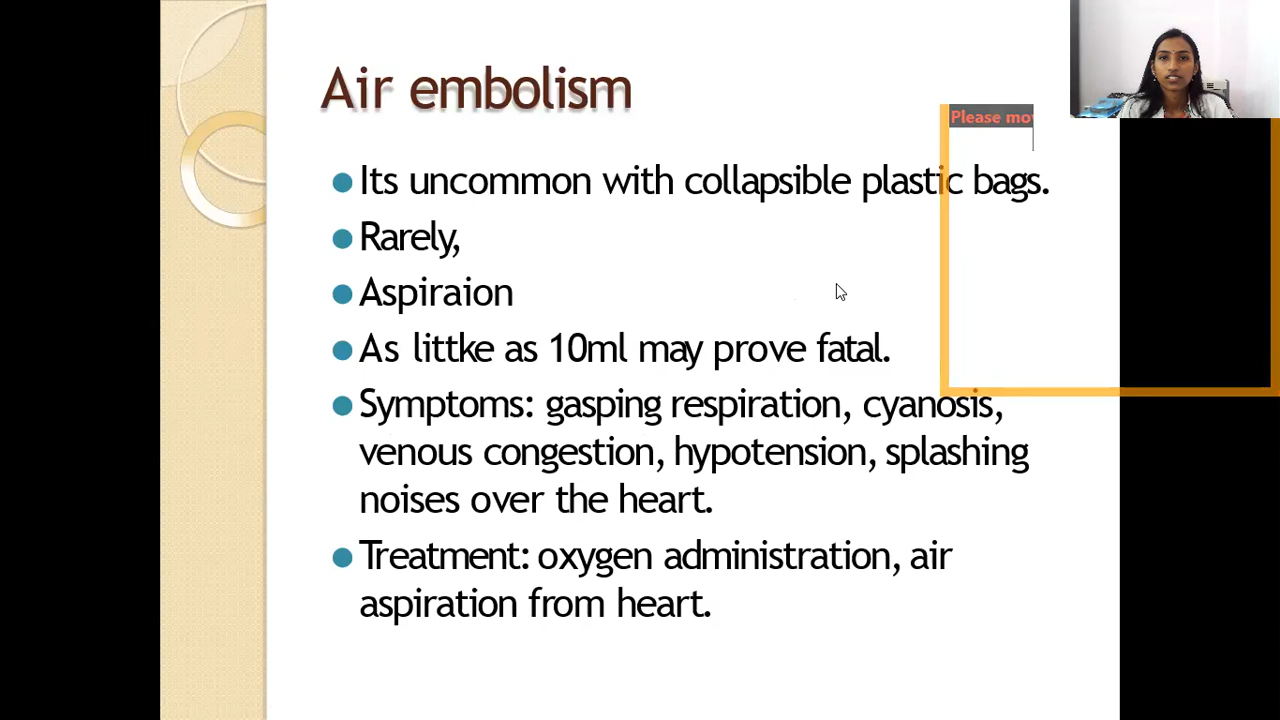 Air embolism
Please mov
Its uncommon with collapsible plastic bags.
Rarely,
Aspiraion
As littke as 10ml may prove fatal.
Symptoms: gasping respiration, cyanosis,
venous congestion, hypotension, splashing
noises over the heart.
Treatment: oxygen administration, air
aspiration from heart.